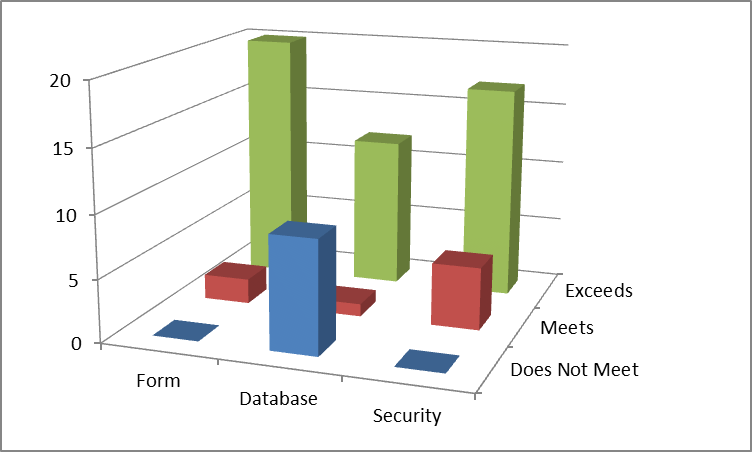 20
15
10
5
0
Form
Database
Security
Exceeds
Meets
Does Not Meet